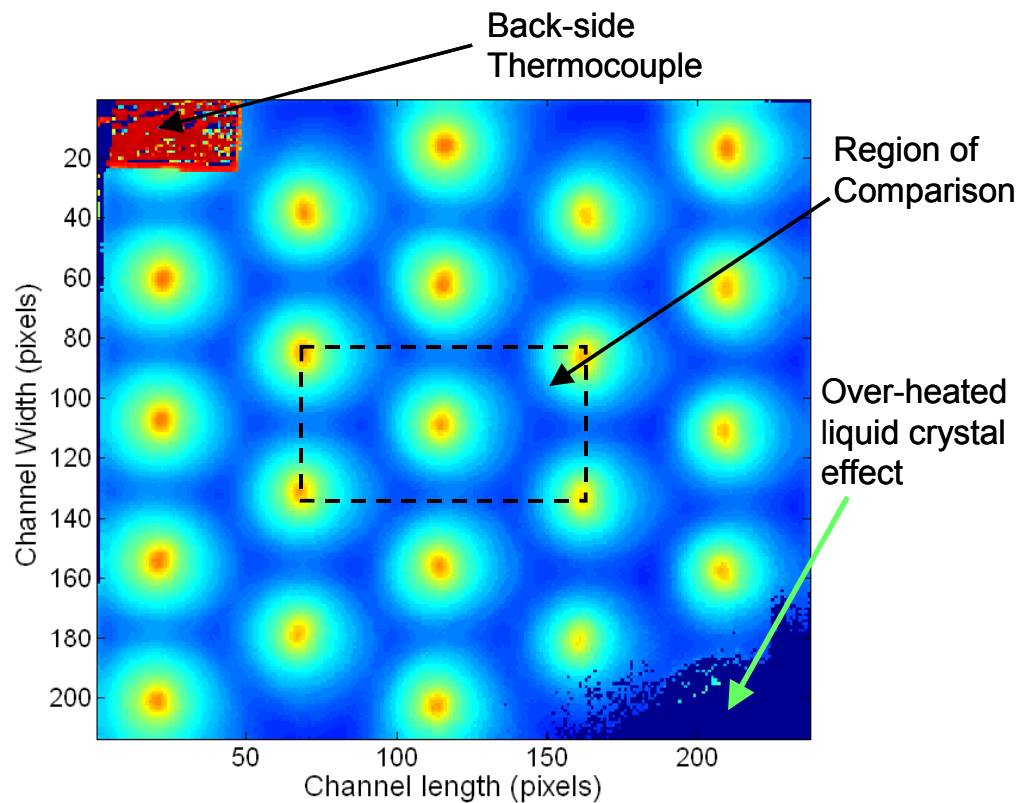 Back-side
Thermocouple
Region of
Comparison
Over-heated
liquid crystal
effect
Channel Width (pixels)
20
40
60
80
100
120
140
160
180
200
50
100
150
200
Channel length (pixels)